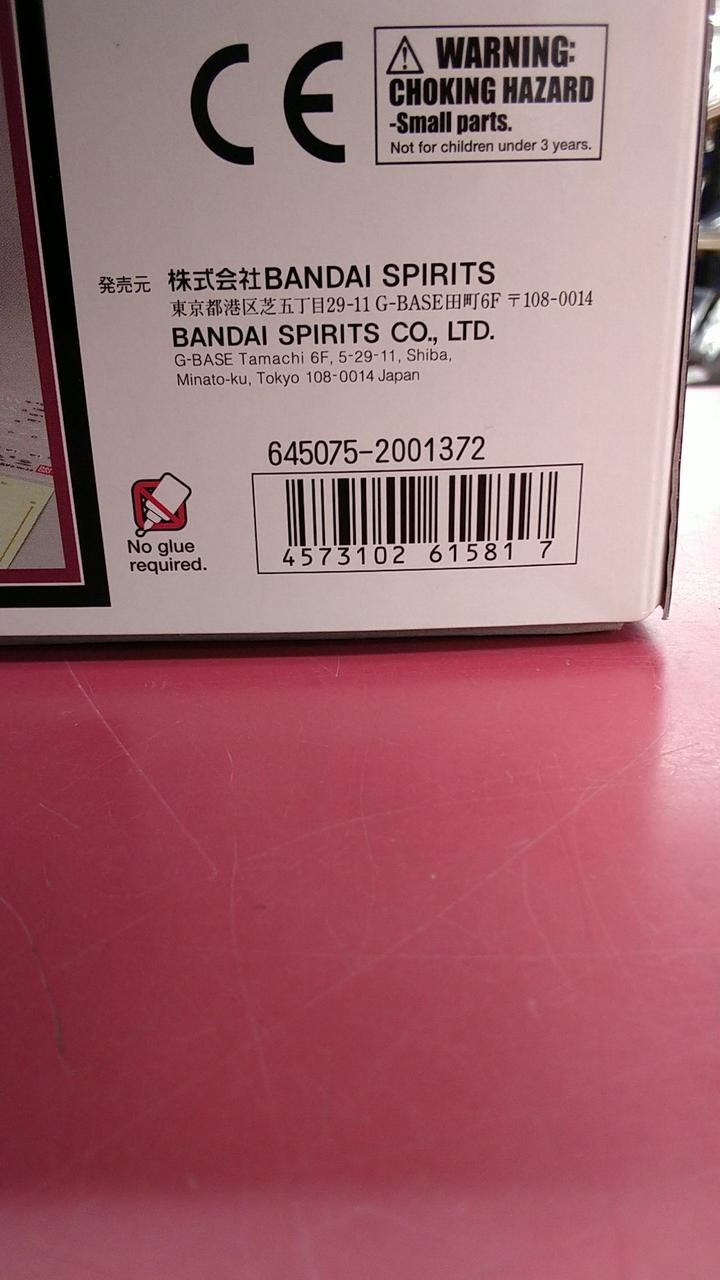 CE
WARNING:
CHOKING HAZARD
-Small parts.
Not for children under 3 years.
発売元 株式会社BANDAI SPIRITS
東京都港区芝五丁目29-11 G-BASE田町6F 〒108-0014
BANDAI SPIRITS CO., LTD.
G-BASE Tamachi 6F, 5-29-11, Shiba,
Minato-ku, Tokyo 108-0014 Japan
645075-2001372
4573102 61581 7
No glue
required.